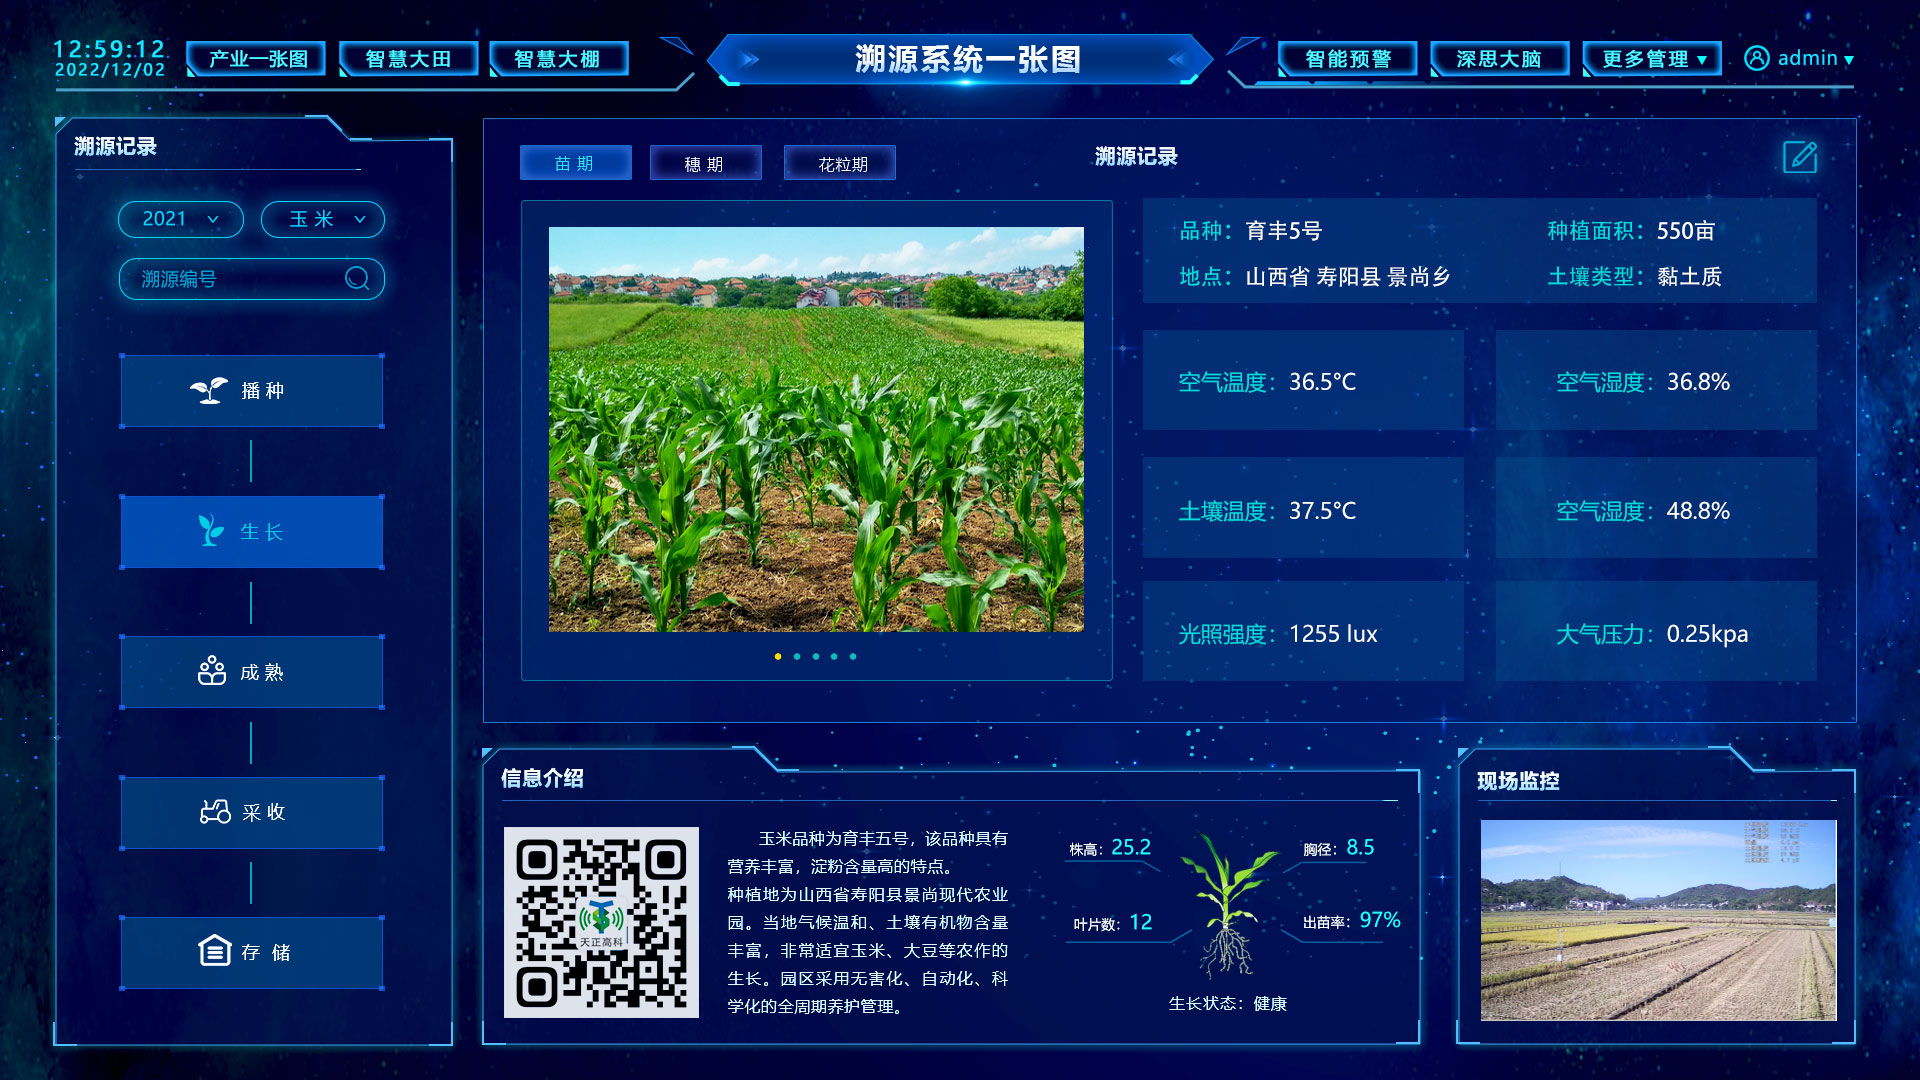 12:59:12
2022/12/02
产业一张图
智慧大田
智慧大棚
溯源系统一张图
智能预警
深思大脑
更多管理
admin
溯源记录
2021
玉米
溯源编号
播种
生长
成熟
采收
存储
苗期
穗期
花粒期
溯源记录
品种：育丰5号
种植面积：550亩
地点：山西省 寿阳县 景尚乡
土壤类型：黏土质
空气温度：36.5°C
空气湿度：36.8%
土壤温度：37.5°C
空气湿度：48.8%
光照强度：1255 lux
大气压力：0.25kpa
信息介绍
天正高科
玉米品种为育丰五号，该品种具有
营养丰富，淀粉含量高的特点。
种植地为山西省寿阳县景尚现代农业
园。当地气候温和、土壤有机物含量
丰富，非常适宜玉米、大豆等农作的
生长。园区采用无害化、自动化、科
学化的全周期养护管理。
株高：25.2
胸径：8.5
叶片数：12
出苗率：97%
生长状态：健康
现场监控